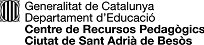 Generalitat de Catalunya
Departament d'Educació
Centre de Recursos Pedagògics
Ciutat de Sant Adrià de Besòs